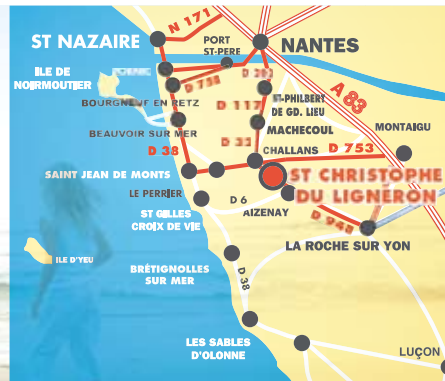 N 171
ST NAZAIRE
PORT
ST-PERE
NANTES
ILE DE
NOIRMOUTIER
PORNIC
D 758
A 83
BOURGNEUF EN RETZ
D 117
ST-PHILBERT
DE GD. LIEU
BEAUVOIR SUR MER
MACHECOUL
MONTAIGU
D 32
D 38
CHALLANS
D 753
SAINT JEAN DE MONTS
ST CHRISTOPHE
DU LIGNERON
LE PERRIER
D 6
AIZENAY
ST GILLES
CROIX DE VIE
D 948
LA ROCHE SUR YON
ILE D'YEU
BRÉTIGNOLLES
SUR MER
D 38
LES SABLES
D'OLONNE
LUÇON